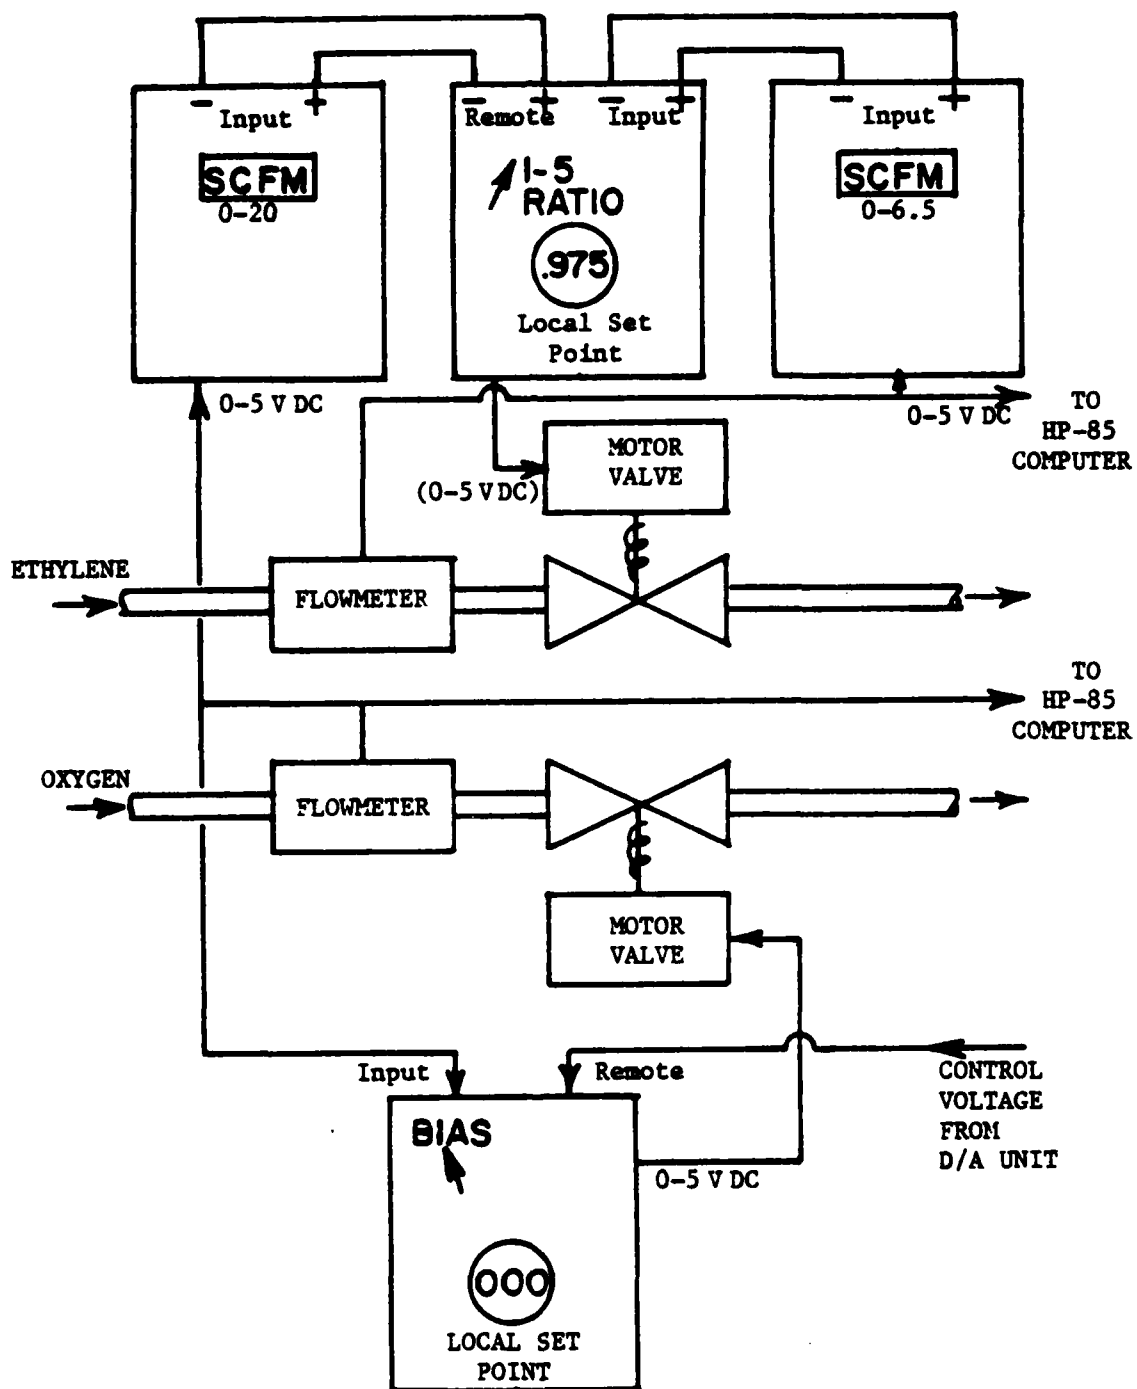 - Input +
SCFM
0-20
- Remote + - Input +
1-5
RATIO
.975
Local Set
Point
- Input +
SCFM
0-6.5
0-5 V DC
0-5 V DC
TO
HP-85
COMPUTER
(0-5 V DC)
MOTOR
VALVE
ETHYLENE
FLOWMETER
TO
HP-85
COMPUTER
OXYGEN
FLOWMETER
MOTOR
VALVE
Input
Remote
CONTROL
VOLTAGE
FROM
D/A UNIT
BIAS
0-5 V DC
000
LOCAL SET
POINT